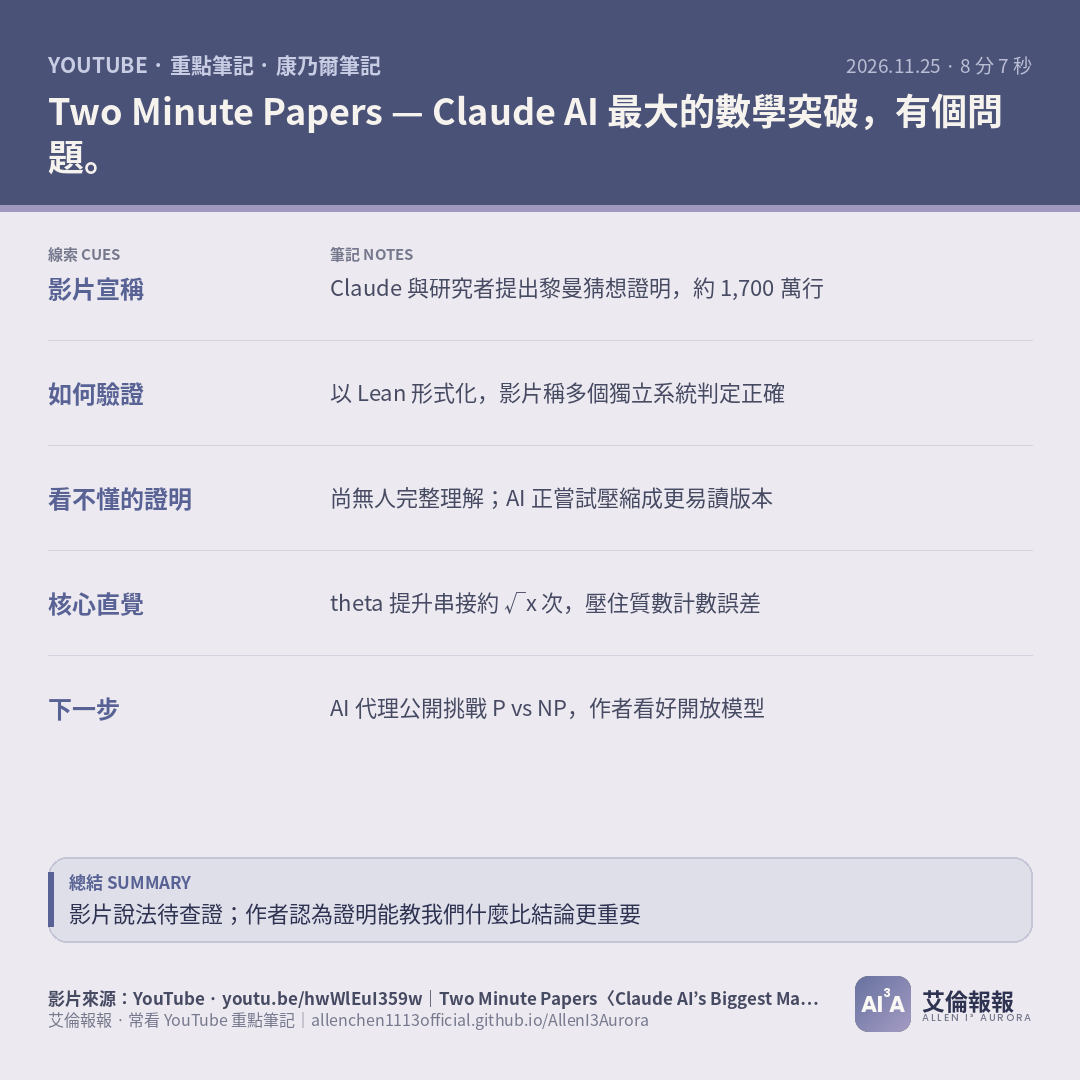 YOUTUBE · 重點筆記 · 康乃爾筆記
2026.11.25 · 8 分 7 秒
Two Minute Papers — Claude AI 最大的數學突破，有個問
題。
線索 CUES
筆記 NOTES
影片宣稱
Claude 與研究者提出黎曼猜想證明，約 1,700 萬行
如何驗證
以 Lean 形式化，影片稱多個獨立系統判定正確
看不懂的證明
尚無人完整理解；AI 正嘗試壓縮成更易讀版本
核心直覺
theta 提升串接約 √x 次，壓住質數計數誤差
下一步
AI 代理公開挑戰 P vs NP，作者看好開放模型
總結 SUMMARY
影片說法待查證；作者認為證明能教我們什麼比結論更重要
影片來源：YouTube · youtu.be/hwWlEuI359w｜Two Minute Papers〈Claude AI’s Biggest Ma…
艾倫報報 · 常看 YouTube 重點筆記｜allenchen1113official.github.io/AllenI3Aurora
AI³A
艾倫報報
ALLEN I³ AURORA